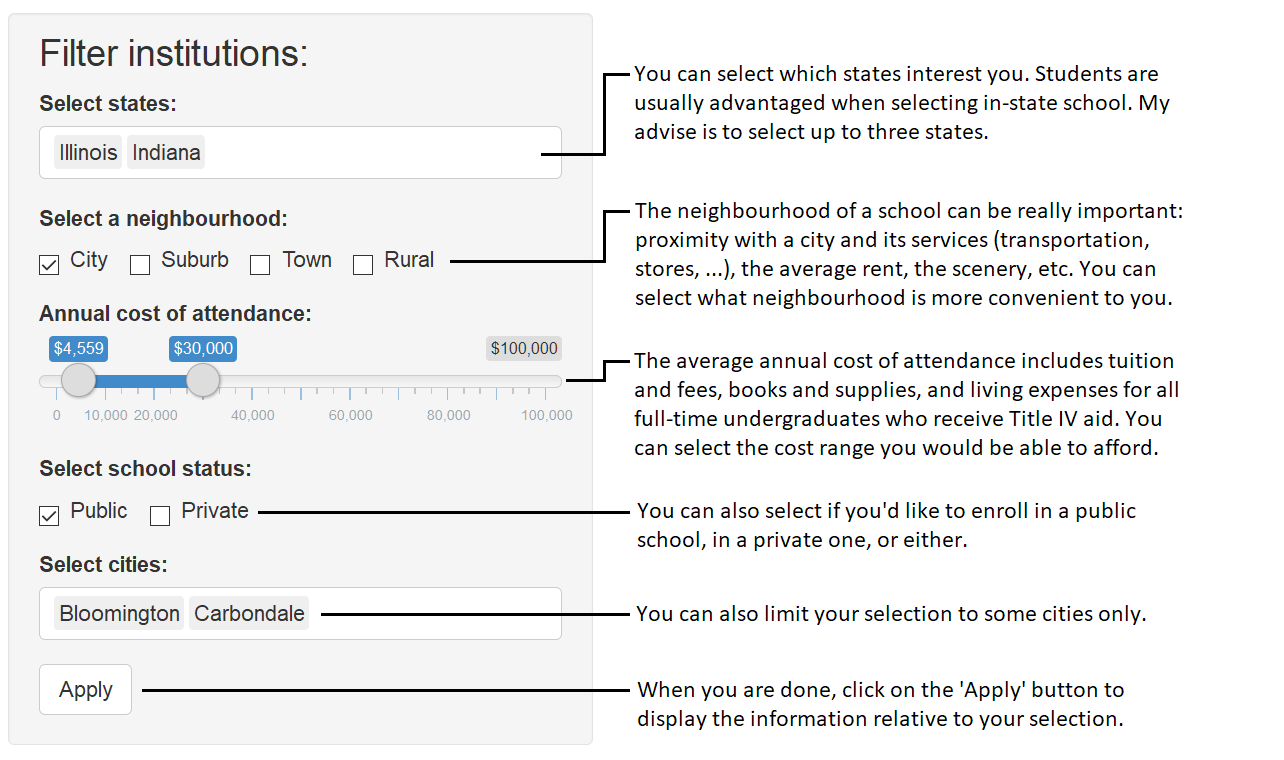 Filter institutions:
Select states:
Illinois Indiana
You can select which states interest you. Students are
usually advantaged when selecting in-state school. My
advise is to select up to three states.
Select a neighbourhood:
City Suburb Town Rural
The neighbourhood of a school can be really important:
proximity with a city and its services (transportation,
stores, ...), the average rent, the scenery, etc. You can
select what neighbourhood is more convenient to you.
Annual cost of attendance:
$4,559 $30,000 $100,000
0 10,000 20,000 40,000 60,000 80,000 100,000
The average annual cost of attendance includes tuition
and fees, books and supplies, and living expenses for all
full-time undergraduates who receive Title IV aid. You
can select the cost range you would be able to afford.
Select school status:
Public Private
You can also select if you'd like to enroll in a public
school, in a private one, or either.
Select cities:
Bloomington Carbondale
You can also limit your selection to some cities only.
Apply
When you are done, click on the 'Apply' button to
display the information relative to your selection.